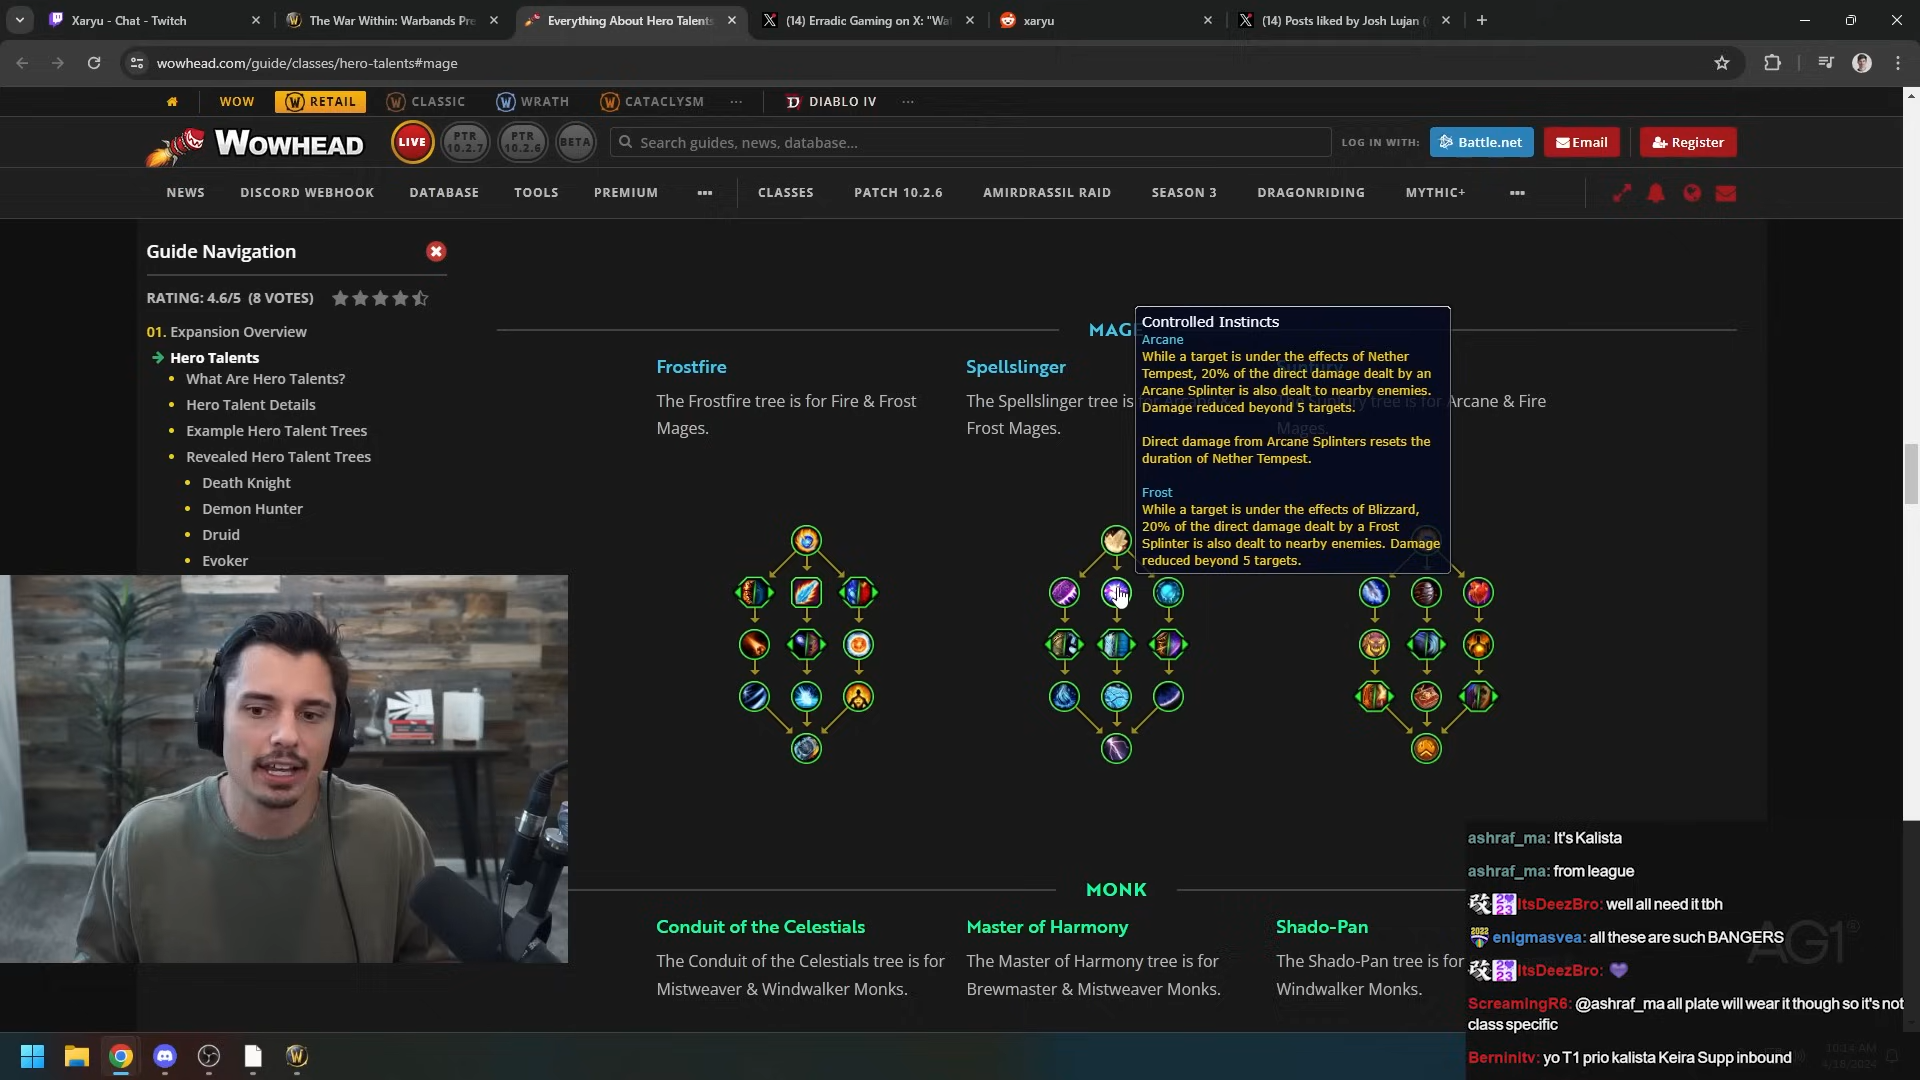 Xaryu - Chat - Twitch
The War Within: Warbands Pre
Everything About Hero Talents
(14) Erradic Gaming on X: "Wa
xaryu
(14) Posts liked by Josh Lujan (
wowhead.com/guide/classes/hero-talents#mage
WOW
RETAIL
CLASSIC
WRATH
CATACLYSM
DIABLO IV
WOWHEAD
LIVE
PTR 10.2.7
PTR 10.2.6
BETA
Search guides, news, database...
LOG IN WITH:
Battle.net
Email
Register
NEWS
DISCORD WEBHOOK
DATABASE
TOOLS
PREMIUM
CLASSES
PATCH 10.2.6
AMIRDRASSIL RAID
SEASON 3
DRAGONRIDING
MYTHIC+
Guide Navigation
RATING: 4.6/5 (8 VOTES)
01. Expansion Overview
Hero Talents
What Are Hero Talents?
Hero Talent Details
Example Hero Talent Trees
Revealed Hero Talent Trees
Death Knight
Demon Hunter
Druid
Evoker
MAGE
Frostfire
The Frostfire tree is for Fire & Frost
Mages.
Spellslinger
The Spellslinger tree is for Arcane &
Frost Mages.
Sunfury
The Sunfury tree is for Arcane & Fire
Mages.
Controlled Instincts
Arcane
While a target is under the effects of Nether
Tempest, 20% of the direct damage dealt by an
Arcane Splinter is also dealt to nearby enemies.
Damage reduced beyond 5 targets.
Direct damage from Arcane Splinters resets the
duration of Nether Tempest.
Frost
While a target is under the effects of Blizzard,
20% of the direct damage dealt by a Frost
Splinter is also dealt to nearby enemies. Damage
reduced beyond 5 targets.
MONK
Conduit of the Celestials
The Conduit of the Celestials tree is for
Mistweaver & Windwalker Monks.
Master of Harmony
The Master of Harmony tree is for
Brewmaster & Mistweaver Monks.
Shado-Pan
The Shado-Pan tree is for
Windwalker Monks.
ashraf_ma: It's Kalista
ashraf_ma: from league
ItsDeezBro: well all need it tbh
enigmasvea: all these are such BANGERS
AG1
ItsDeezBro:
ScreamingR6: @ashraf_ma all plate will wear it though so it's not
class specific
Berninitv: yo T1 prio kalista Keira Supp inbound